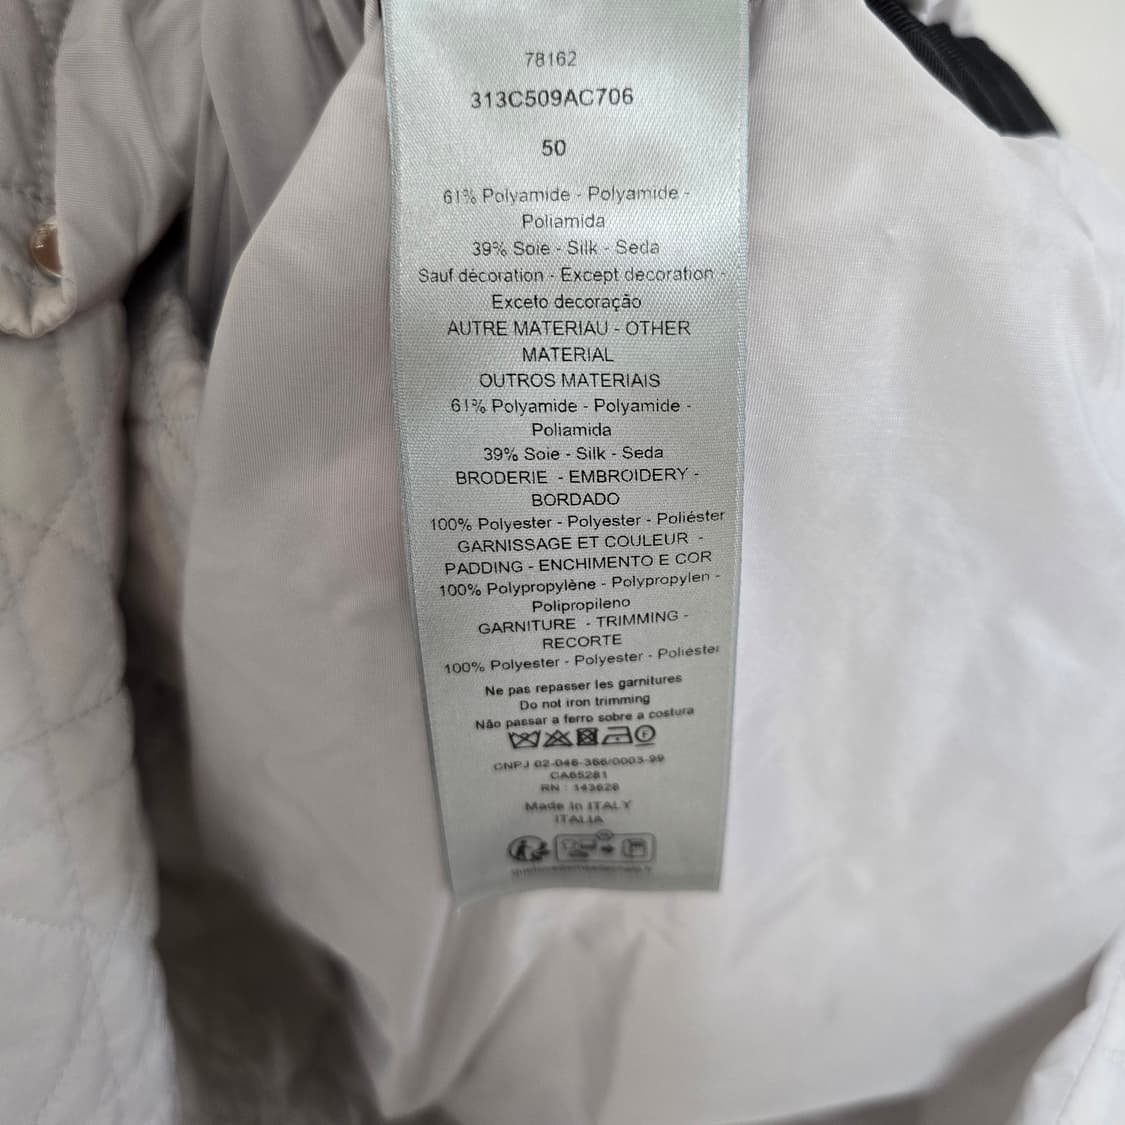 78162
313C509AC706
50
61% Polyamide - Polyamide -
Poliamida
39% Soie - Silk - Seda
Sauf décoration - Except decoration -
Exceto decoração
AUTRE MATERIAU - OTHER
MATERIAL
OUTROS MATERIAIS
61% Polyamide - Polyamide -
Poliamida
39% Soie - Silk - Seda
BRODERIE - EMBROIDERY -
BORDADO
100% Polyester - Polyester - Poliéster
GARNISSAGE ET COULEUR -
PADDING - ENCHIMENTO E COR
100% Polypropylène - Polypropylen -
Polipropileno
GARNITURE - TRIMMING -
RECORTE
100% Polyester - Polyester - Poliéster
Ne pas repasser les garnitures
Do not iron trimming
Não passar a ferro sobre a costura
CNPJ 02-046-366/0003-99
CA65281
RN : 143628
Made in ITALY
ITALIA